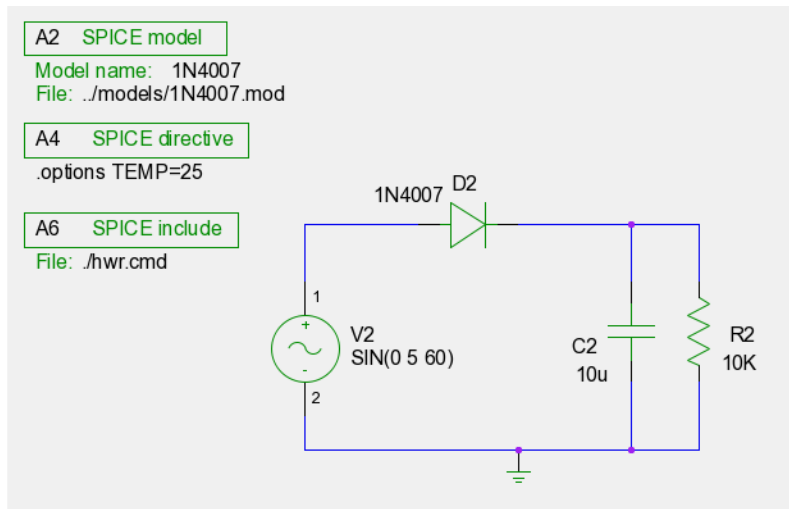 A2 SPICE model
Model name: 1N4007
File: ../models/1N4007.mod
A4 SPICE directive
.options TEMP=25
A6 SPICE include
File: ./hwr.cmd
1N4007 D2
1
+
V2
SIN(0 5 60)
-
2
C2
10u
R2
10K